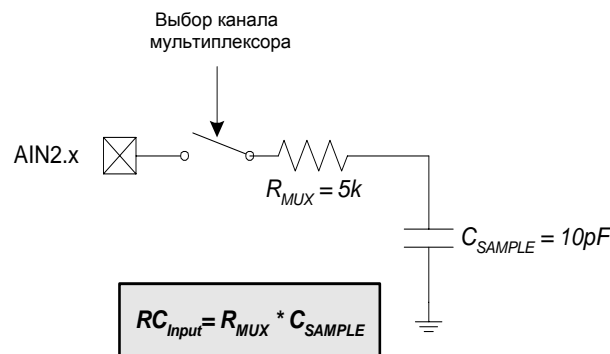 Выбор канала
мультиплексора
AIN2.x
R_MUX = 5k
C_SAMPLE = 10pF
RC_Input = R_MUX * C_SAMPLE